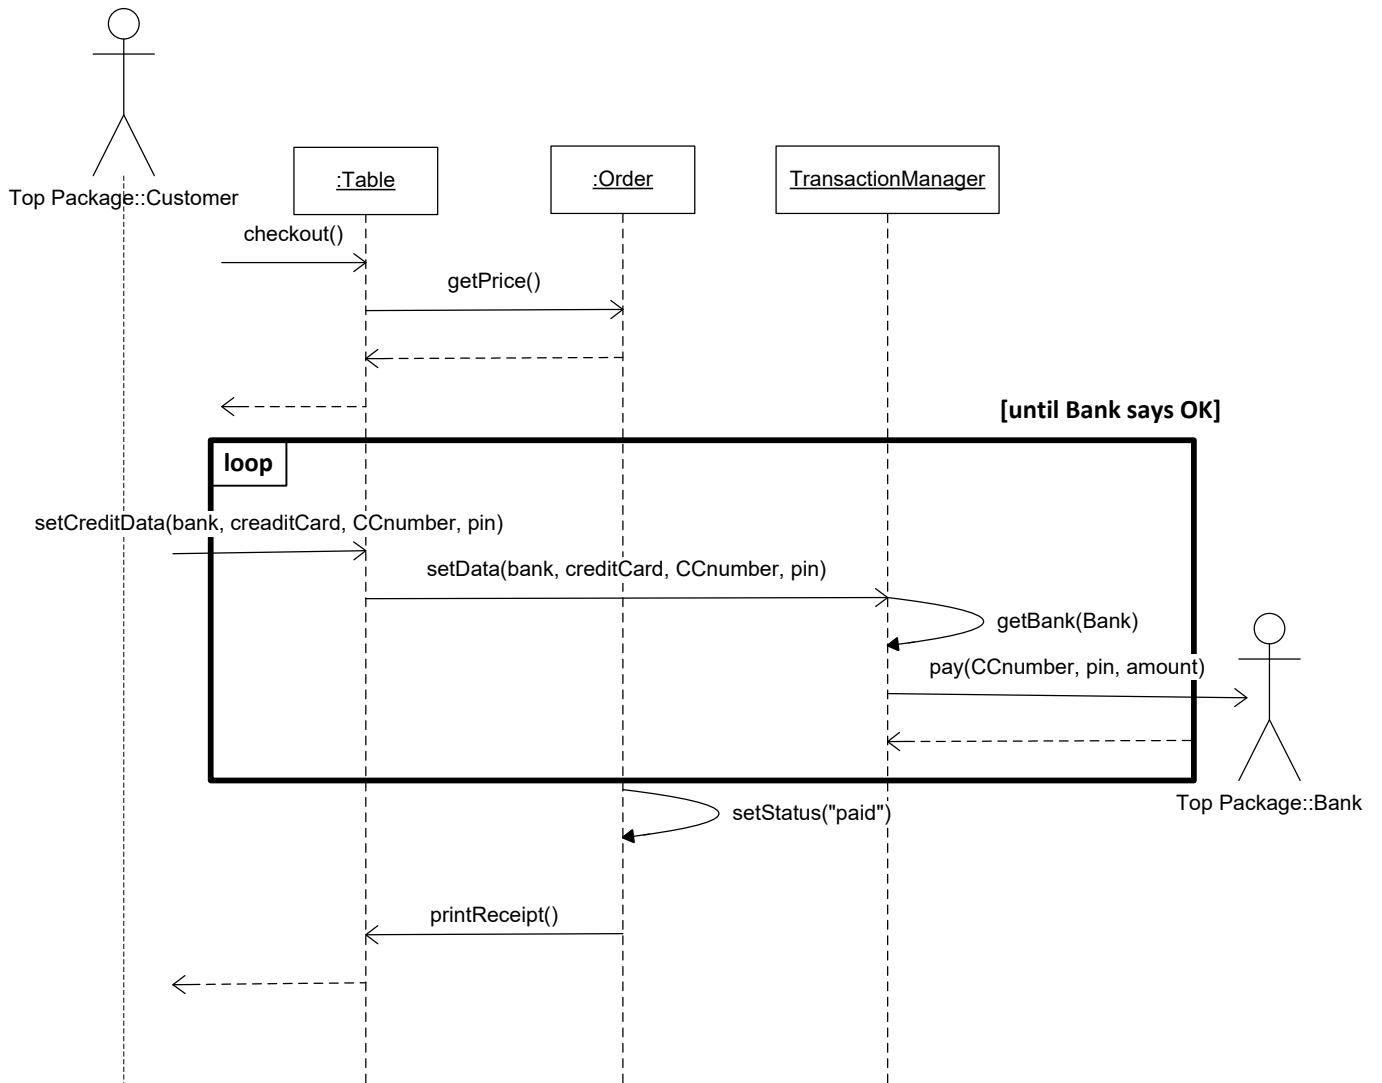 :Table
:Order
TransactionManager
Top Package::Customer
checkout()
getPrice()
[until Bank says OK]
loop
setCreditData(bank, creaditCard, CCnumber, pin)
setData(bank, creditCard, CCnumber, pin)
getBank(Bank)
pay(CCnumber, pin, amount)
Top Package::Bank
setStatus("paid")
printReceipt()